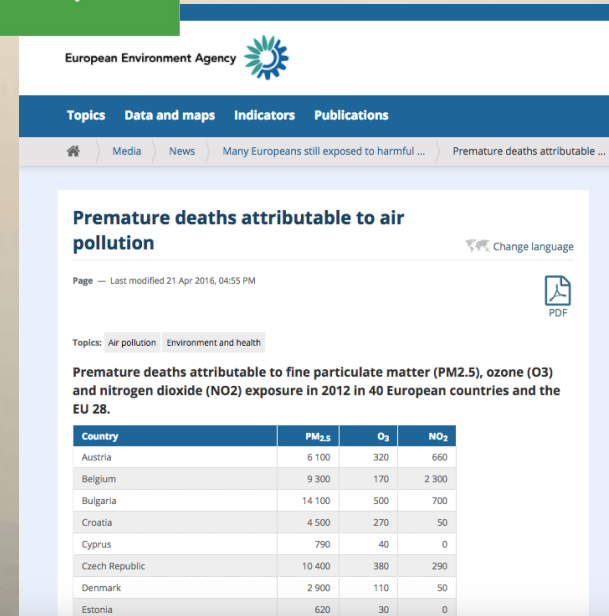 European Environment Agency
Topics Data and maps Indicators Publications
Media News Many Europeans still exposed to harmful ... Premature deaths attributable ...
Premature deaths attributable to air
pollution
Change language
Page — Last modified 21 Apr 2016, 04:55 PM
PDF
Topics: Air pollution Environment and health
Premature deaths attributable to fine particulate matter (PM2.5), ozone (O3)
and nitrogen dioxide (NO2) exposure in 2012 in 40 European countries and the
EU 28.
Country PM2.5 O3 NO2
Austria 6 100 320 660
Belgium 9 300 170 2 300
Bulgaria 14 100 500 700
Croatia 4 500 270 50
Cyprus 790 40 0
Czech Republic 10 400 380 290
Denmark 2 900 110 50
Estonia 620 30 0